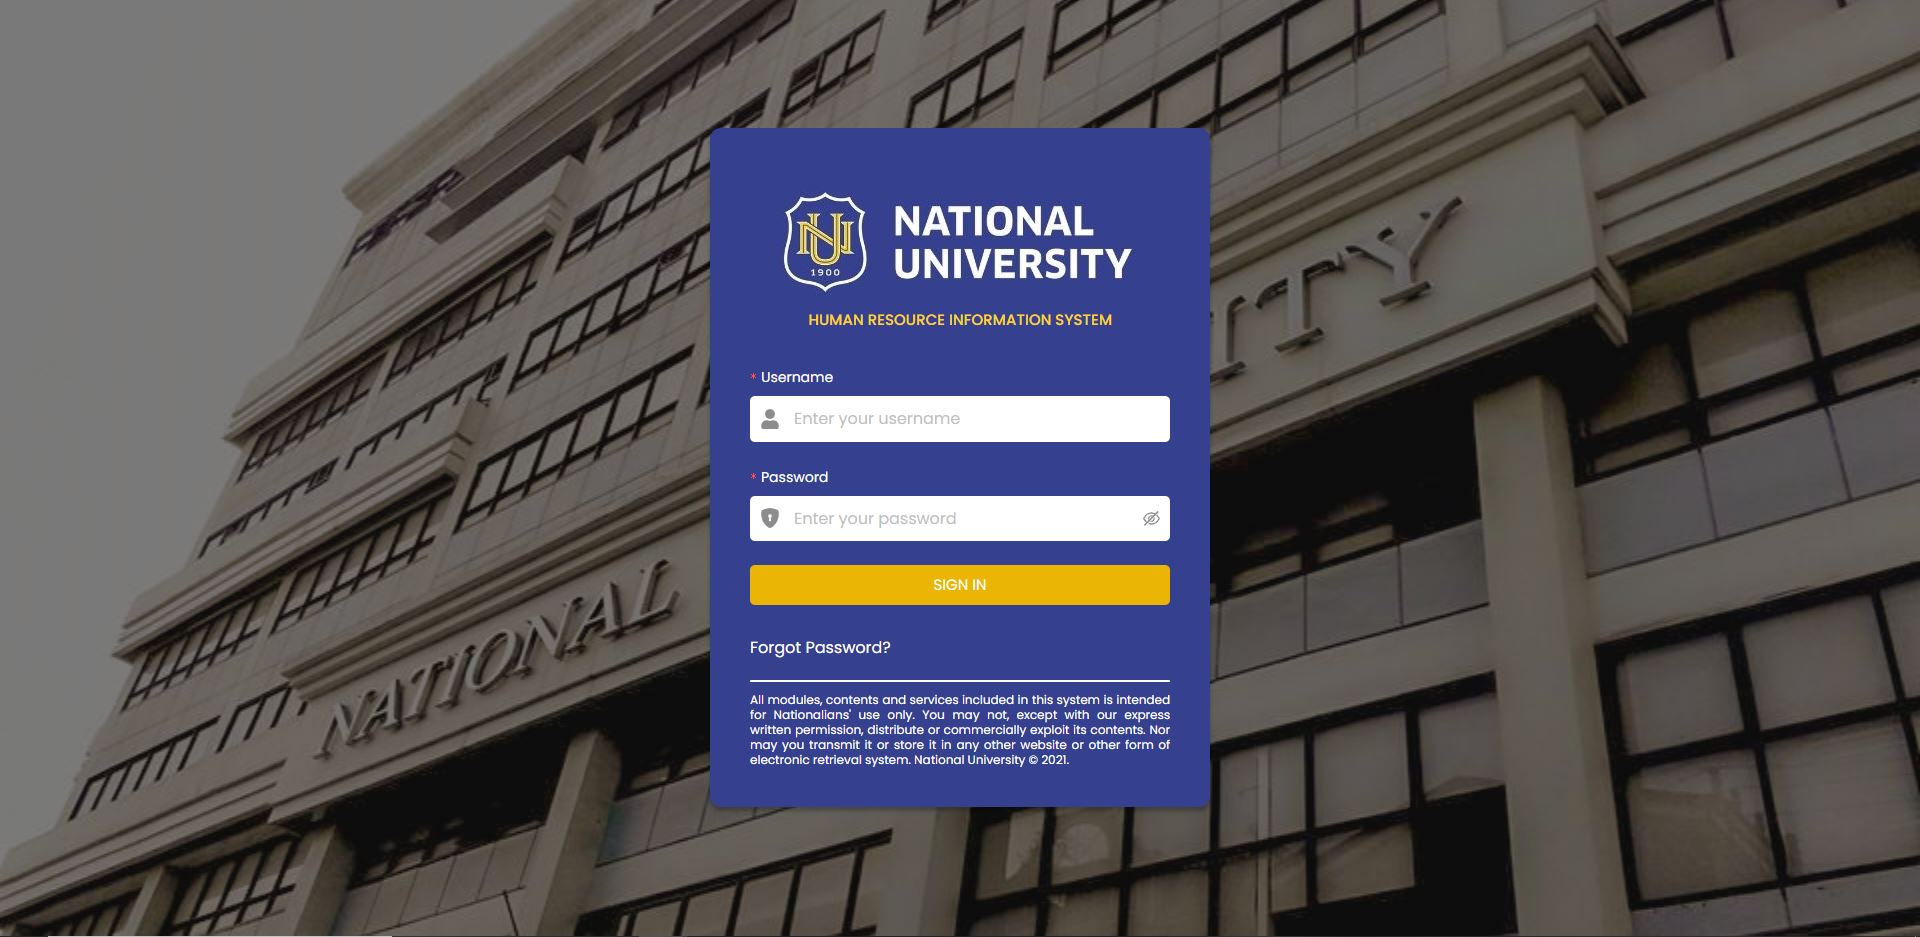 NATIONAL
UNIVERSITY
1900
HUMAN RESOURCE INFORMATION SYSTEM
* Username
Enter your username
* Password
Enter your password
SIGN IN
Forgot Password?
All modules, contents and services included in this system is intended
for Nationalians' use only. You may not, except with our express
written permission, distribute or commercially exploit its contents. Nor
may you transmit it or store it in any other website or other form of
electronic retrieval system. National University © 2021.
NATIONAL
ITY